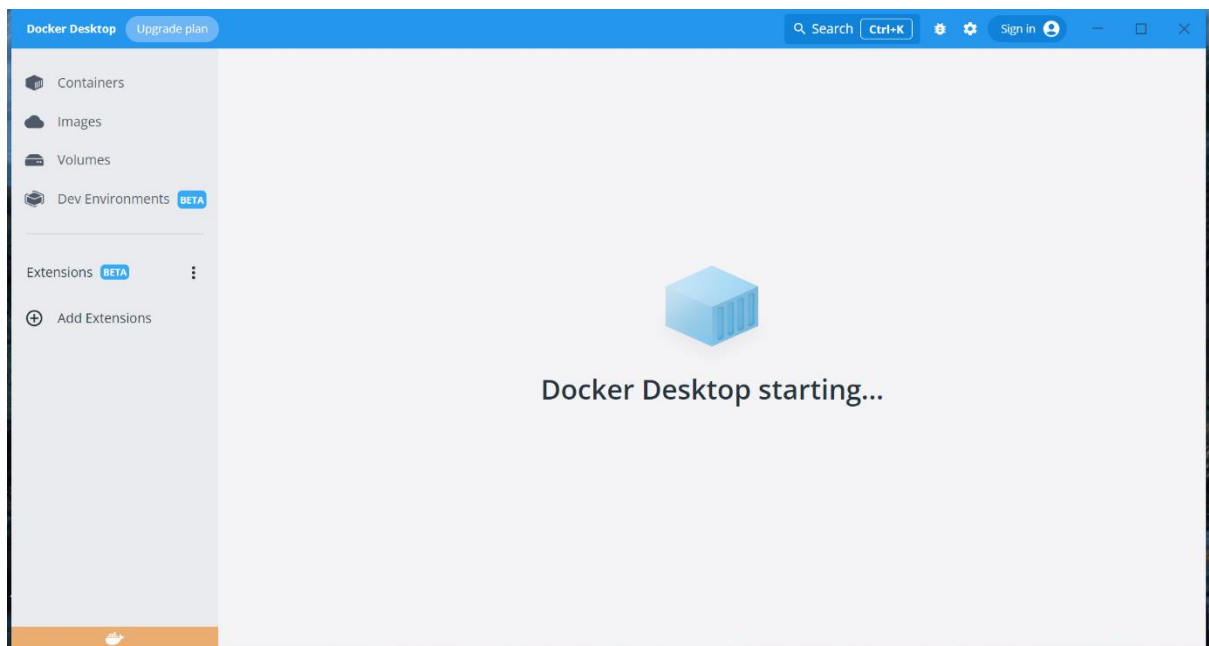 Docker Desktop Upgrade plan Search Ctrl+K Sign in
Containers
Images
Volumes
Dev Environments BETA
Extensions BETA
Add Extensions
Docker Desktop starting...